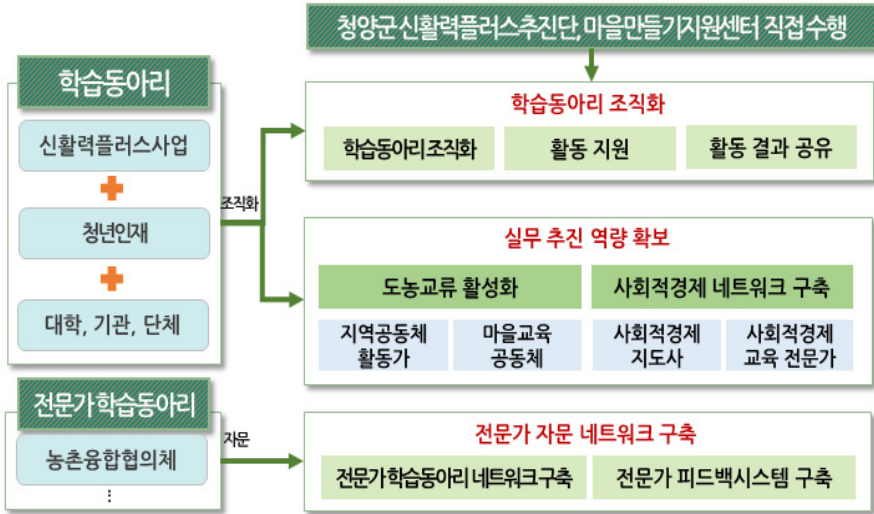 청양군 신활력플러스추진단, 마을만들기지원센터 직접 수행
학습동아리
신활력플러스사업
청년인재
대학, 기관, 단체
조직화
학습동아리 조직화
학습동아리 조직화
활동 지원
활동 결과 공유
실무 추진 역량 확보
도농교류 활성화
사회적경제 네트워크 구축
지역공동체
활동가
마을교육
공동체
사회적경제
지도사
사회적경제
교육 전문가
전문가 학습동아리
농촌융합협의체
⋮
자문
전문가 자문 네트워크 구축
전문가 학습동아리 네트워크 구축
전문가 피드백시스템 구축